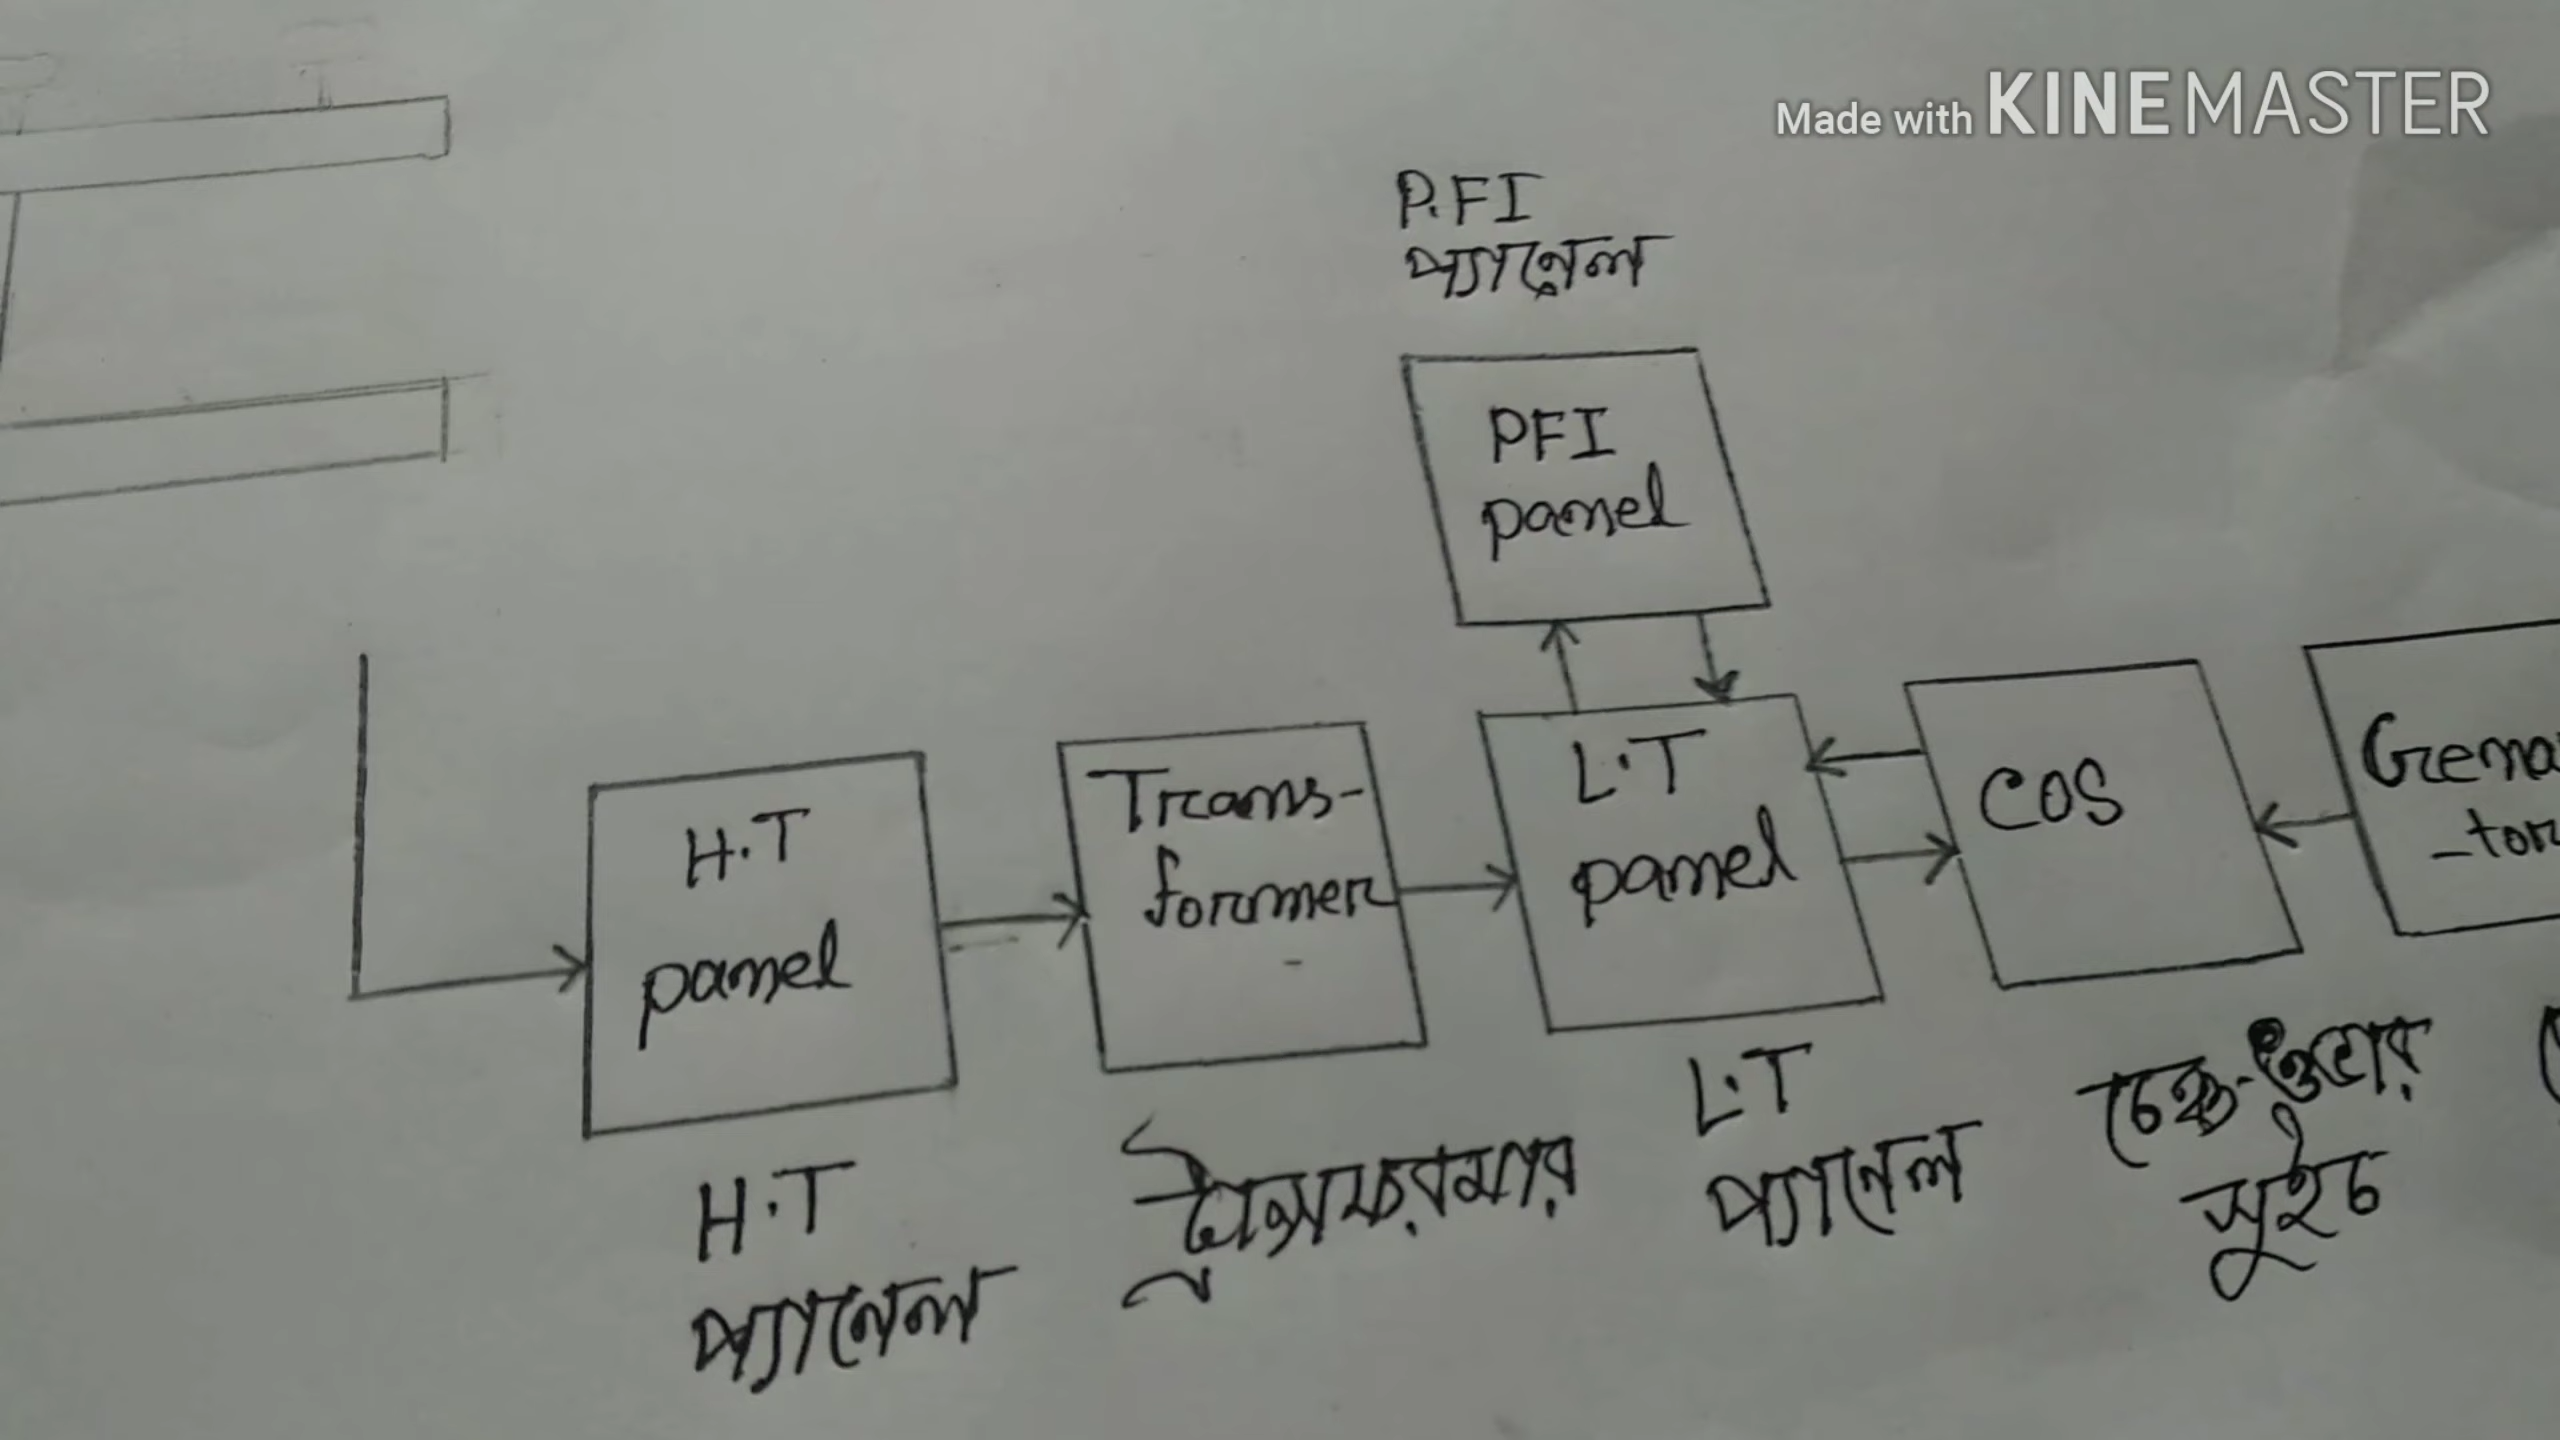 Made with KINEMASTER
P.FI
প্যানেল
PFI
panel
H.T
panel
Trans-
former
L.T
panel
COS
Genera
-tor
H.T
প্যানেল
ট্রান্সফরমার
L.T
প্যানেল
চেঞ্জ-ওভার
সুইচ